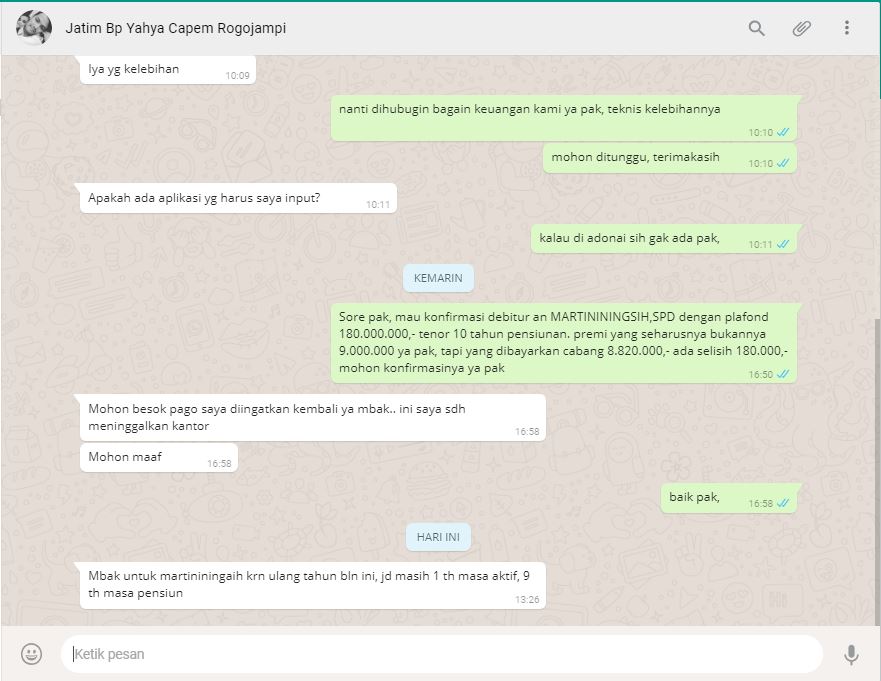 Jatim Bp Yahya Capem Rogojampi
Iya yg kelebihan
10:09
nanti dihubugin bagain keuangan kami ya pak, teknis kelebihannya
10:10
mohon ditunggu, terimakasih
10:10
Apakah ada aplikasi yg harus saya input?
10:11
kalau di adonai sih gak ada pak,
10:11
KEMARIN
Sore pak, mau konfirmasi debitur an MARTINININGSIH,SPD dengan plafond
180.000.000,- tenor 10 tahun pensiunan. premi yang seharusnya bukannya
9.000.000 ya pak, tapi yang dibayarkan cabang 8.820.000,- ada selisih 180.000,-
mohon konfirmasinya ya pak
16:50
Mohon besok pago saya diingatkan kembali ya mbak.. ini saya sdh
meninggalkan kantor
16:58
Mohon maaf
16:58
baik pak,
16:58
HARI INI
Mbak untuk martininingaih krn ulang tahun bln ini, jd masih 1 th masa aktif, 9
th masa pensiun
13:26
Ketik pesan